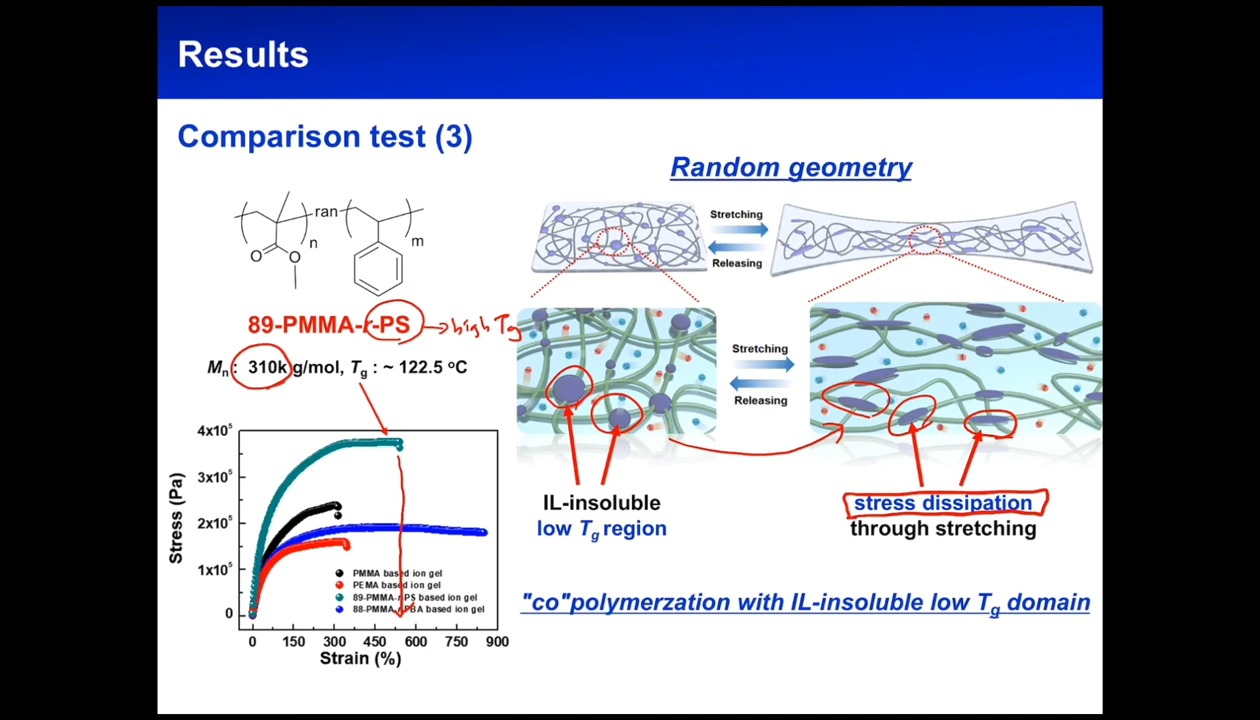 Results
Comparison test (3)
Random geometry
ran
n
m
O
O
Stretching
Releasing
89-PMMA-r-PS → high Tg
Mn : 310k g/mol, Tg : ~ 122.5 oC
Stretching
Releasing
4x10⁵
3x10⁵
2x10⁵
1x10⁵
0
Stress (Pa)
PMMA based ion gel
PEMA based ion gel
89-PMMA-r-PS based ion gel
88-PMMA-r-PBA based ion gel
0 150 300 450 600 750 900
Strain (%)
IL-insoluble
low Tg region
stress dissipation
through stretching
"co"polymerzation with IL-insoluble low Tg domain